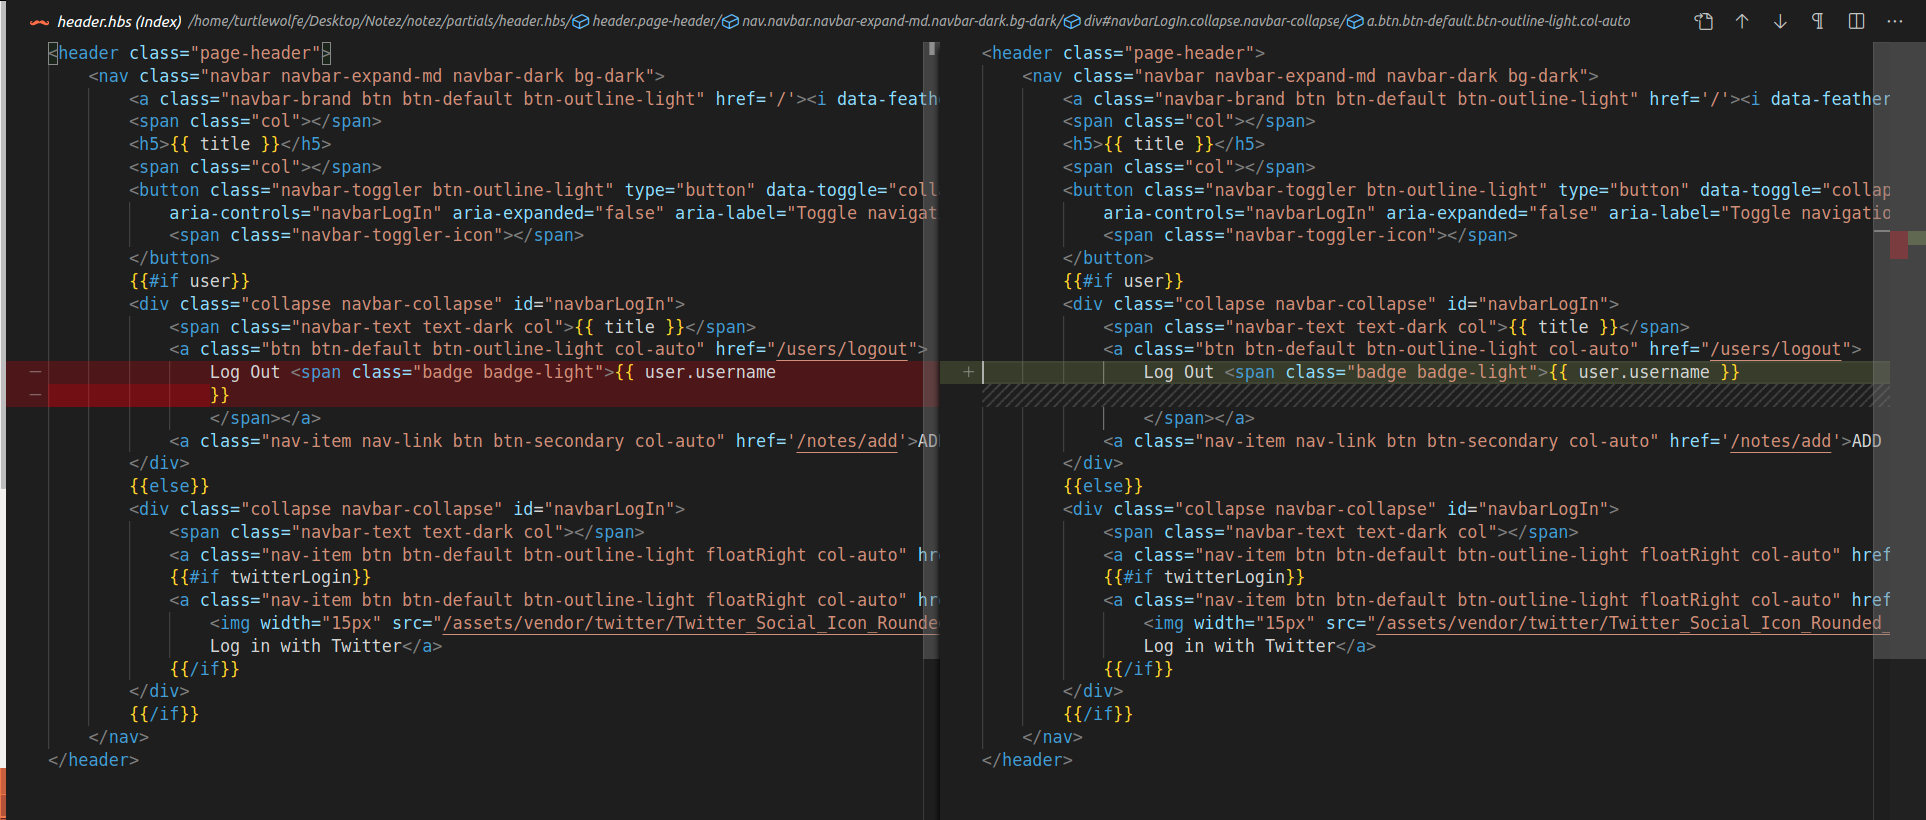 header.hbs (Index) /home/turtlewolfe/Desktop/Notez/notez/partials/header.hbs/header.page-header/nav.navbar.navbar-expand-md.navbar-dark.bg-dark/div#navbarLogIn.collapse.navbar-collapse/a.btn.btn-default.btn-outline-light.col-auto
<header class="page-header">
<nav class="navbar navbar-expand-md navbar-dark bg-dark">
<a class="navbar-brand btn btn-default btn-outline-light" href='/'><i data-feath
<span class="col"></span>
<h5>{{ title }}</h5>
<span class="col"></span>
<button class="navbar-toggler btn-outline-light" type="button" data-toggle="coll
aria-controls="navbarLogIn" aria-expanded="false" aria-label="Toggle navigat
<span class="navbar-toggler-icon"></span>
</button>
{{#if user}}
<div class="collapse navbar-collapse" id="navbarLogIn">
<span class="navbar-text text-dark col">{{ title }}</span>
<a class="btn btn-default btn-outline-light col-auto" href="/users/logout">
− Log Out <span class="badge badge-light">{{ user.username
− }}
</span></a>
<a class="nav-item nav-link btn btn-secondary col-auto" href='/notes/add'>AD
</div>
{{else}}
<div class="collapse navbar-collapse" id="navbarLogIn">
<span class="navbar-text text-dark col"></span>
<a class="nav-item btn btn-default btn-outline-light floatRight col-auto" hr
{{#if twitterLogin}}
<a class="nav-item btn btn-default btn-outline-light floatRight col-auto" hr
<img width="15px" src="/assets/vendor/twitter/Twitter_Social_Icon_Rounde
Log in with Twitter</a>
{{/if}}
</div>
{{/if}}
</nav>
</header>
<header class="page-header">
<nav class="navbar navbar-expand-md navbar-dark bg-dark">
<a class="navbar-brand btn btn-default btn-outline-light" href='/'><i data-feather
<span class="col"></span>
<h5>{{ title }}</h5>
<span class="col"></span>
<button class="navbar-toggler btn-outline-light" type="button" data-toggle="collap
aria-controls="navbarLogIn" aria-expanded="false" aria-label="Toggle navigatio
<span class="navbar-toggler-icon"></span>
</button>
{{#if user}}
<div class="collapse navbar-collapse" id="navbarLogIn">
<span class="navbar-text text-dark col">{{ title }}</span>
<a class="btn btn-default btn-outline-light col-auto" href="/users/logout">
+ Log Out <span class="badge badge-light">{{ user.username }}
</span></a>
<a class="nav-item nav-link btn btn-secondary col-auto" href='/notes/add'>ADD
</div>
{{else}}
<div class="collapse navbar-collapse" id="navbarLogIn">
<span class="navbar-text text-dark col"></span>
<a class="nav-item btn btn-default btn-outline-light floatRight col-auto" href
{{#if twitterLogin}}
<a class="nav-item btn btn-default btn-outline-light floatRight col-auto" href
<img width="15px" src="/assets/vendor/twitter/Twitter_Social_Icon_Rounded_
Log in with Twitter</a>
{{/if}}
</div>
{{/if}}
</nav>
</header>